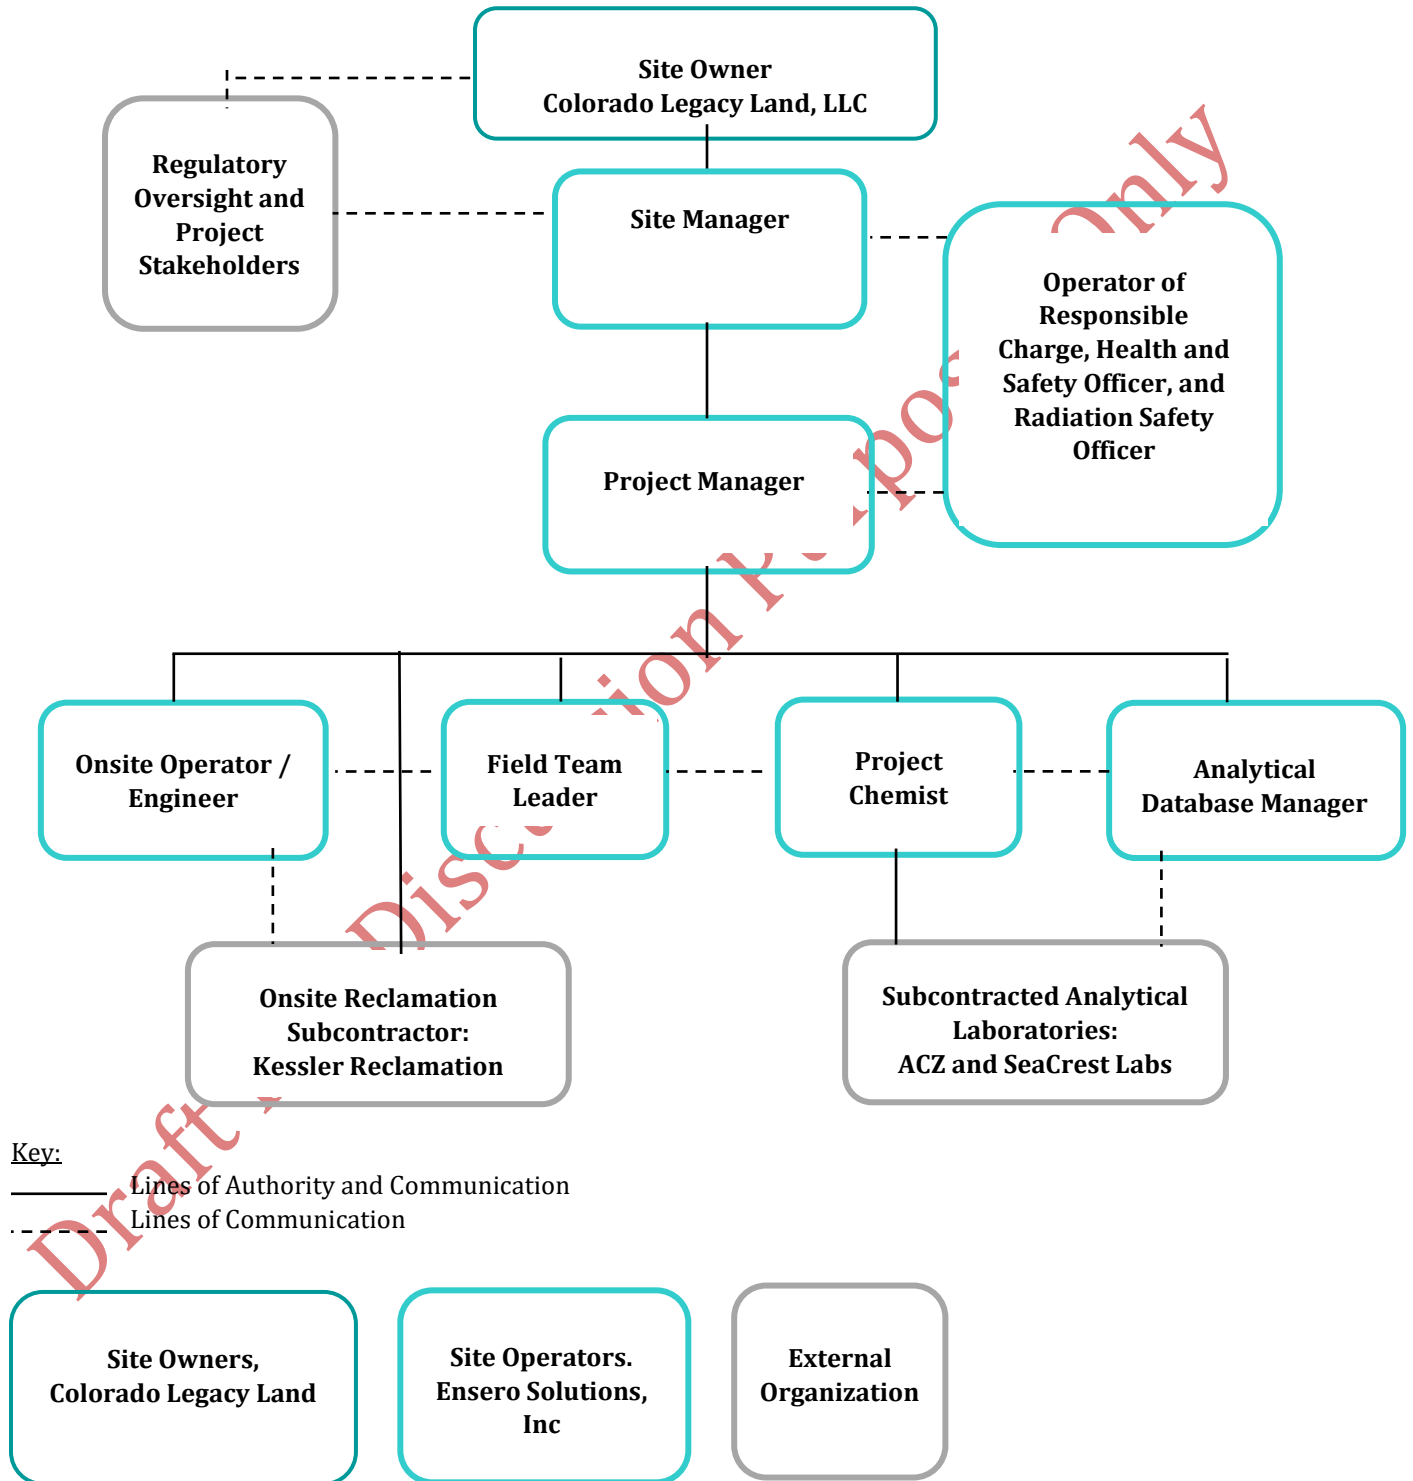 Site Owner
Colorado Legacy Land, LLC
Regulatory
Oversight and
Project
Stakeholders
Site Manager
Operator of
Responsible
Charge, Health and
Safety Officer, and
Radiation Safety
Officer
Project Manager
Onsite Operator /
Engineer
Field Team
Leader
Project
Chemist
Analytical
Database Manager
Onsite Reclamation
Subcontractor:
Kessler Reclamation
Subcontracted Analytical
Laboratories:
ACZ and SeaCrest Labs
Key:
Lines of Authority and Communication
Lines of Communication
Site Owners,
Colorado Legacy Land
Site Operators.
Ensero Solutions,
Inc
External
Organization
Draft Discussion Only